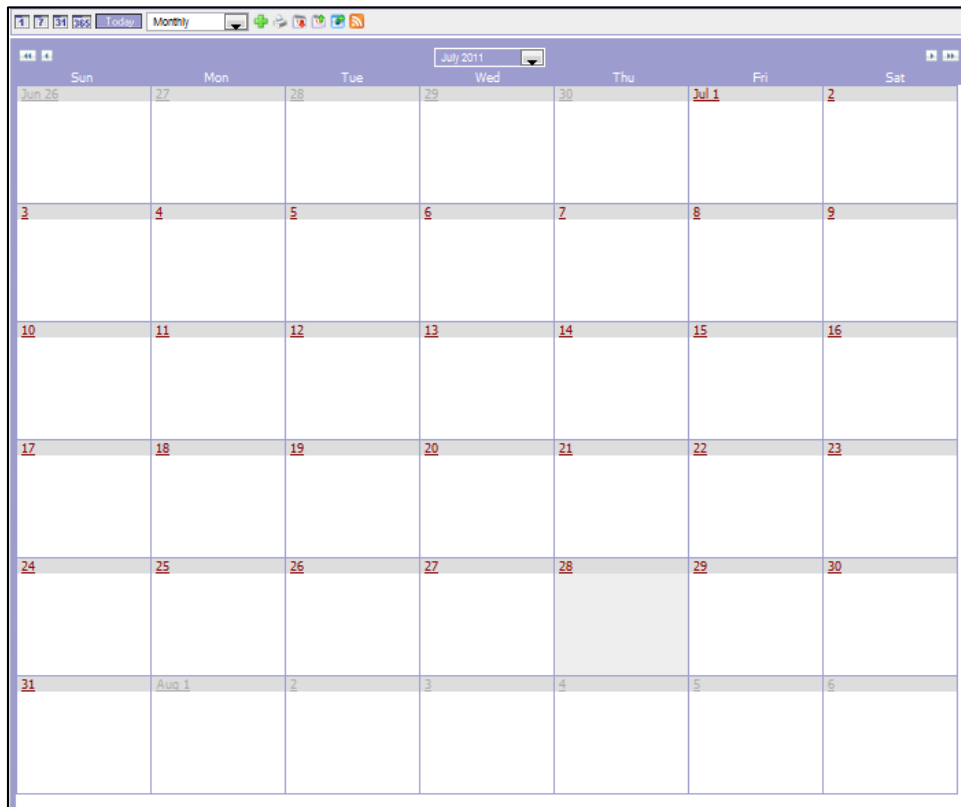 1 7 31 365 Today Monthly
July 2011
Sun Mon Tue Wed Thu Fri Sat
Jun 26 27 28 29 30 Jul 1 2
3 4 5 6 7 8 9
10 11 12 13 14 15 16
17 18 19 20 21 22 23
24 25 26 27 28 29 30
31 Aug 1 2 3 4 5 6